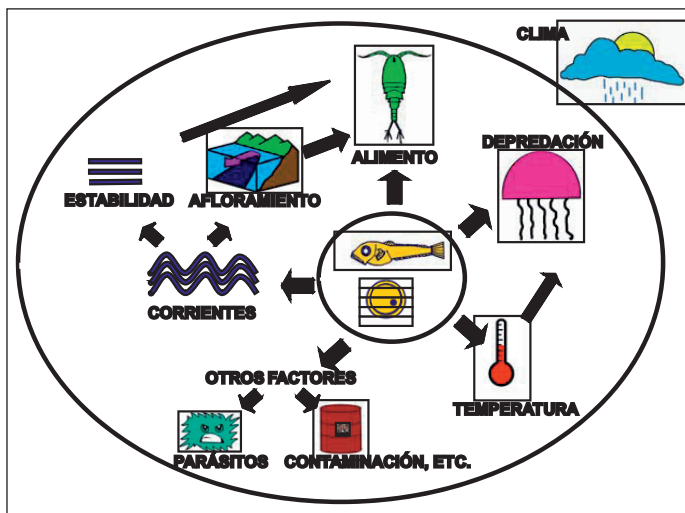 CLIMA
DEPREDACIÓN
ALIMENTO
ESTABILIDAD
AFLORAMIENTO
CORRIENTES
OTROS FACTORES
TEMPERATURA
PARÁSITOS
CONTAMINACIÓN, ETC.